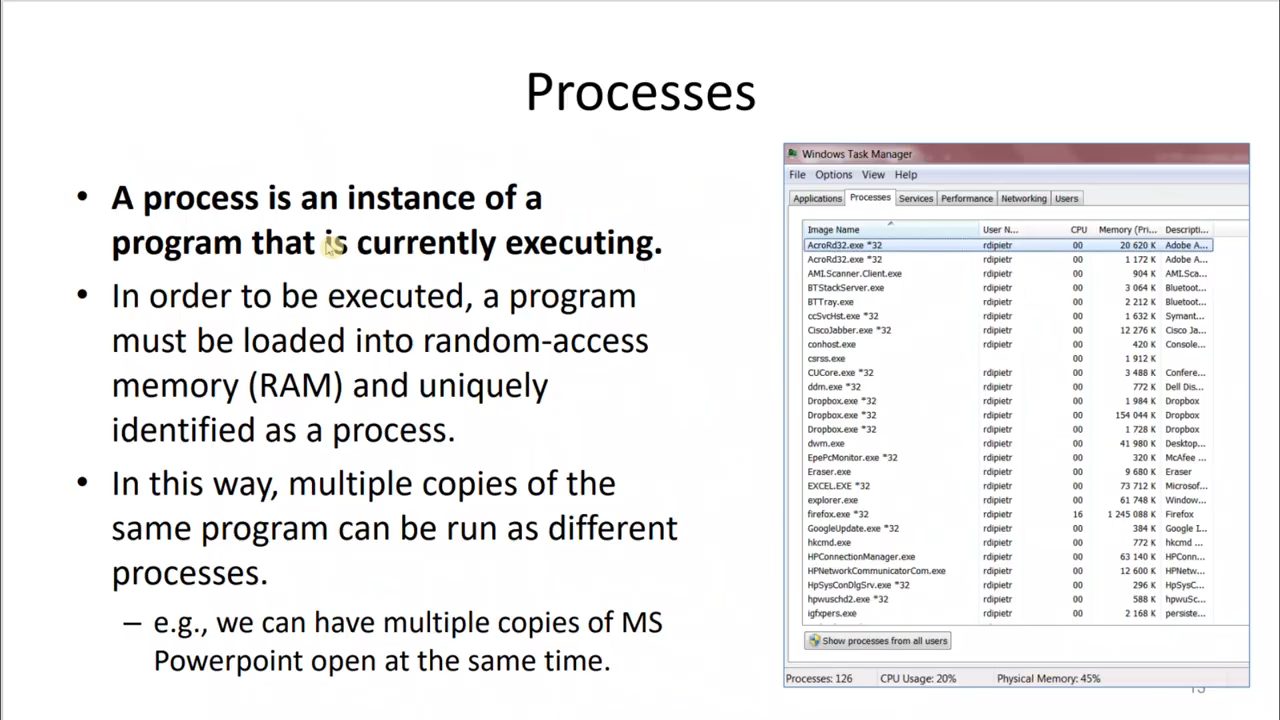 Processes
• A process is an instance of a
program that is currently executing.
• In order to be executed, a program
must be loaded into random-access
memory (RAM) and uniquely
identified as a process.
• In this way, multiple copies of the
same program can be run as different
processes.
– e.g., we can have multiple copies of MS
Powerpoint open at the same time.
Windows Task Manager
File Options View Help
Applications Processes Services Performance Networking Users
Image Name User N... CPU Memory (Pri... Descripti...
AcroRd32.exe *32 rdipietr 00 20 620 K Adobe A...
AcroRd32.exe *32 rdipietr 00 1 172 K Adobe A...
AMI.Scanner.Client.exe rdipietr 00 904 K AMI.Sca...
BTStackServer.exe rdipietr 00 3 064 K Bluetoot...
BTTray.exe rdipietr 00 2 212 K Bluetoot...
ccSvcHst.exe *32 rdipietr 00 1 632 K Symant...
CiscoJabber.exe *32 rdipietr 00 12 276 K Cisco Ja...
conhost.exe rdipietr 00 420 K Console...
csrss.exe 00 1 912 K
CUCore.exe *32 rdipietr 00 3 488 K Confere...
ddm.exe *32 rdipietr 00 772 K Dell Dis...
Dropbox.exe *32 rdipietr 00 1 984 K Dropbox
Dropbox.exe *32 rdipietr 00 154 044 K Dropbox
Dropbox.exe *32 rdipietr 00 1 728 K Dropbox
dwm.exe rdipietr 00 41 980 K Desktop...
EpePcMonitor.exe *32 rdipietr 00 320 K McAfee ...
Eraser.exe rdipietr 00 9 680 K Eraser
EXCEL.EXE *32 rdipietr 00 73 712 K Microsof...
explorer.exe rdipietr 00 61 748 K Window...
firefox.exe *32 rdipietr 16 1 245 088 K Firefox
GoogleUpdate.exe *32 rdipietr 00 384 K Google I...
hkcmd.exe rdipietr 00 772 K hkcmd ...
HPConnectionManager.exe rdipietr 00 63 140 K HPConn...
HPNetworkCommunicatorCom.exe rdipietr 00 12 600 K HPNetw...
HpSysConDlgSrv.exe *32 rdipietr 00 296 K HpSysC...
hpwuschd2.exe *32 rdipietr 00 588 K hpwuSc...
igfxpers.exe rdipietr 00 2 168 K persiste...
Show processes from all users
Processes: 126 CPU Usage: 20% Physical Memory: 45%